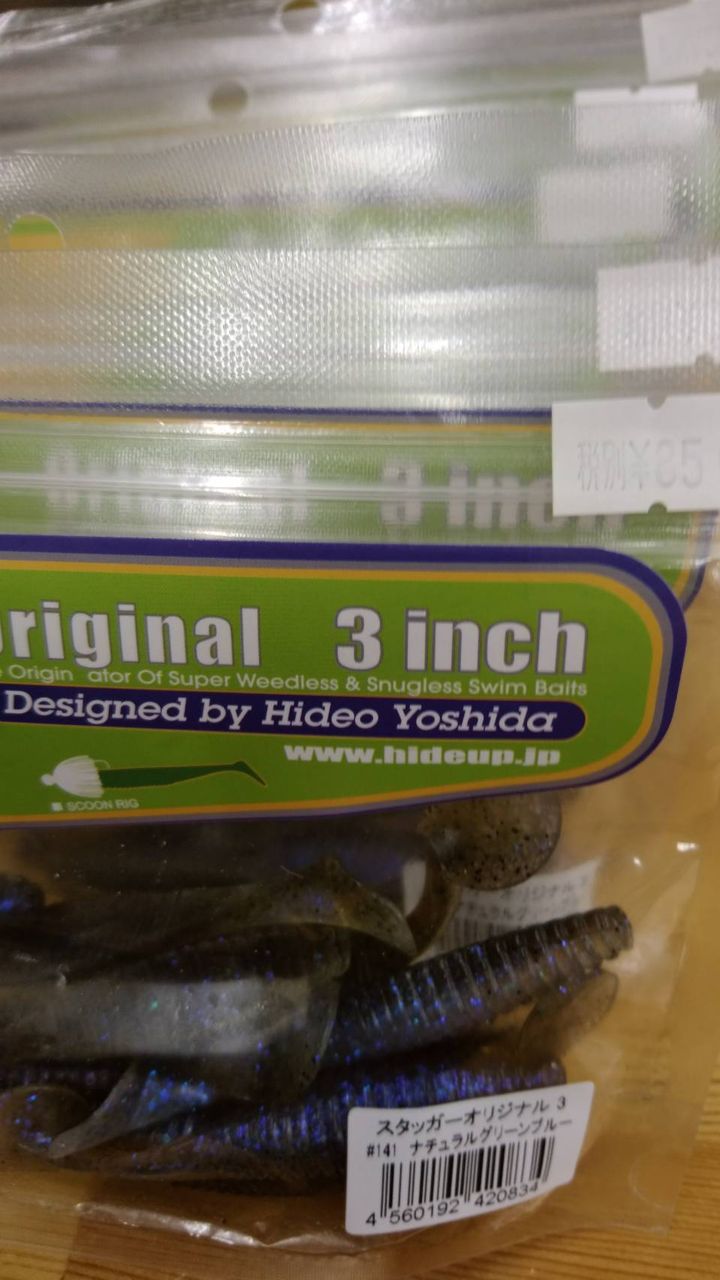 税別¥85
original 3 inch
e Origin ator Of Super Weedless & Snugless Swim Baits
Designed by Hideo Yoshida
www.hideup.jp
SCOON RIG
スタッガーオリジナル 3
#141 ナチュラルグリーンブルー
4 560192 420834